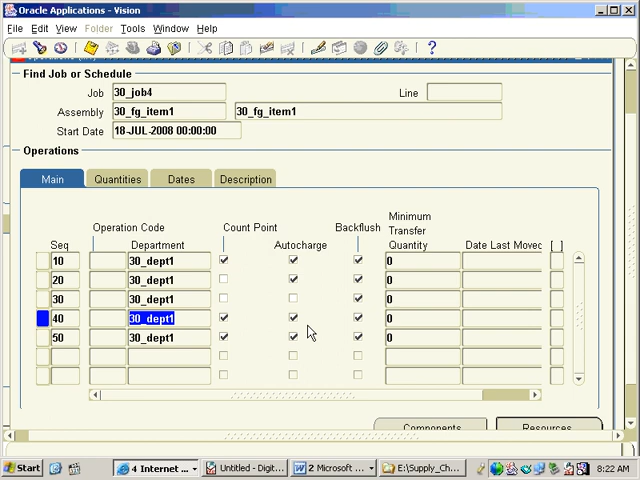 Oracle Applications - Vision
File Edit View Folder Tools Window Help
Find Job or Schedule
Job 30_job4 Line
Assembly 30_fg_item1 30_fg_item1
Start Date 18-JUL-2008 00:00:00
Operations
Main Quantities Dates Description
Minimum
Operation Code Count Point Backflush Transfer
Seq Department Autocharge Quantity Date Last Moved [ ]
10 30_dept1 0
20 30_dept1 0
30 30_dept1 0
40 30_dept1 0
50 30_dept1 0
Components Resources
Start 4 Internet ... Untitled - Digit... 2 Microsoft ... E:\Supply_Ch... 8:22 AM